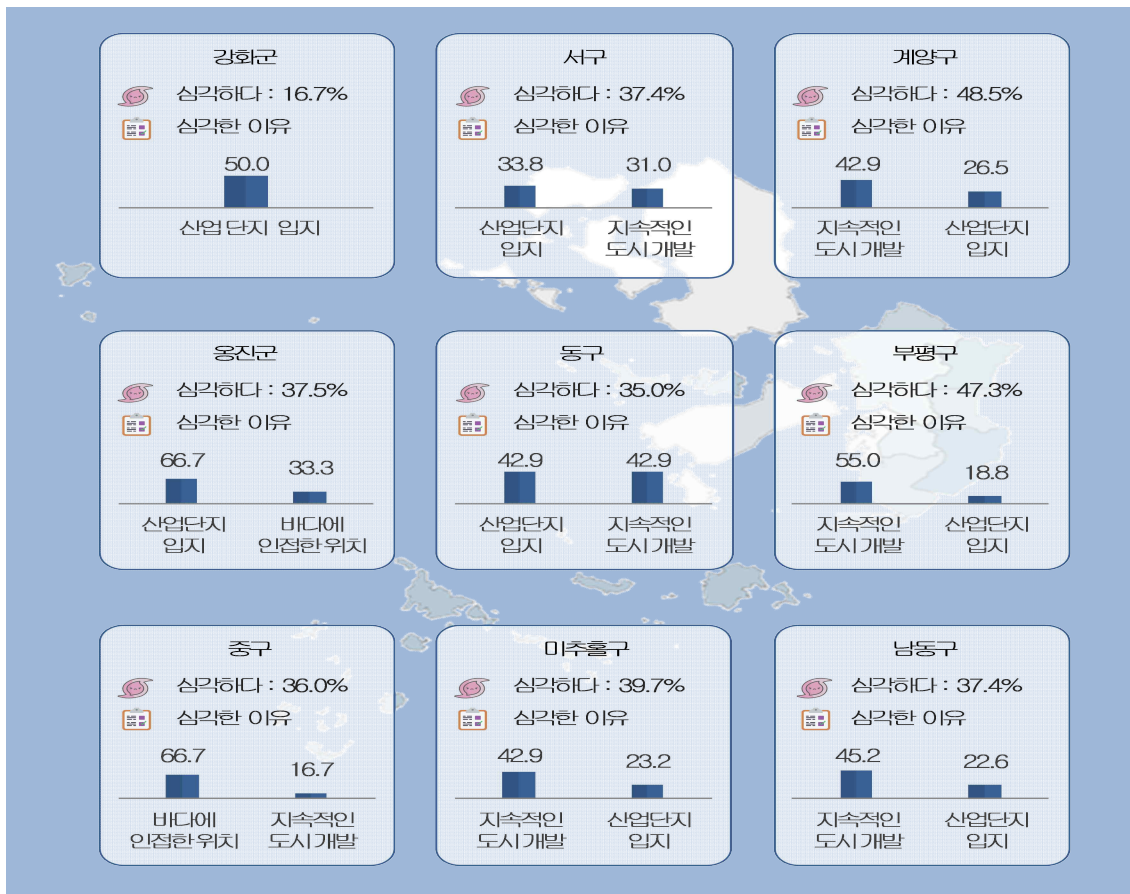 강화군
심각하다 : 16.7%
심각한 이유
50.0
산업 단지 입지
서구
심각하다 : 37.4%
심각한 이유
33.8 31.0
산업단지 지속적인
입지 도시 개발
계양구
심각하다 : 48.5%
심각한 이유
42.9 26.5
지속적인 산업단지
도시 개발 입지
옹진군
심각하다 : 37.5%
심각한 이유
66.7 33.3
산업단지 바다에
입지 인접한 위치
동구
심각하다 : 35.0%
심각한 이유
42.9 42.9
산업단지 지속적인
입지 도시 개발
부평구
심각하다 : 47.3%
심각한 이유
55.0 18.8
지속적인 산업단지
도시 개발 입지
중구
심각하다 : 36.0%
심각한 이유
66.7 16.7
바다에 지속적인
인접한 위치 도시 개발
미추홀구
심각하다 : 39.7%
심각한 이유
42.9 23.2
지속적인 산업단지
도시 개발 입지
남동구
심각하다 : 37.4%
심각한 이유
45.2 22.6
지속적인 산업단지
도시 개발 입지